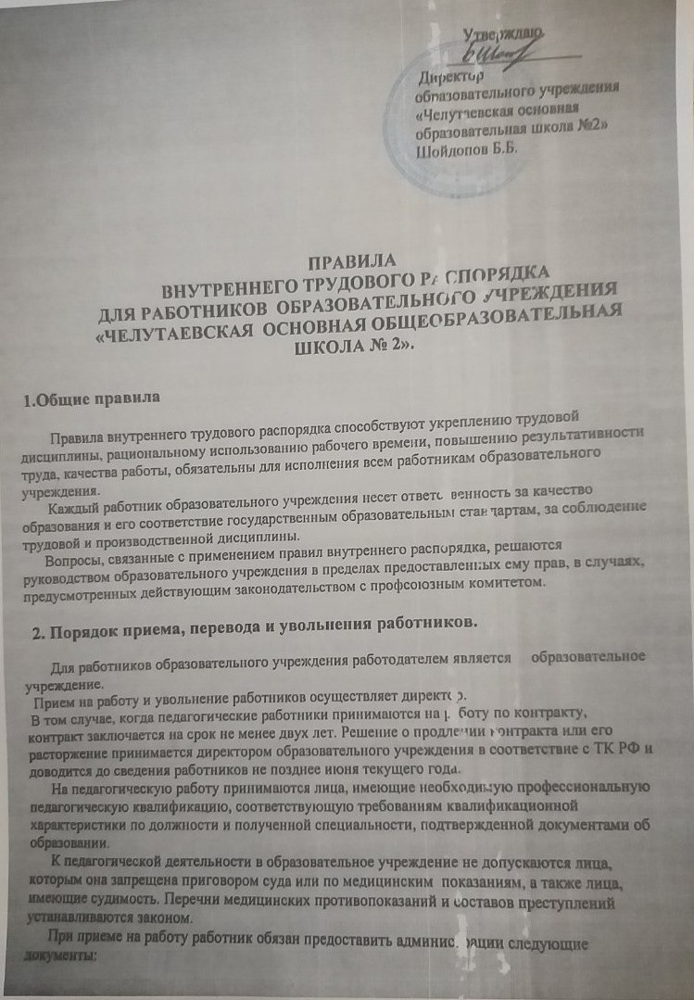 Утверждаю
Директор
образовательного учреждения
«Челутаевская основная
образовательная школа №2»
Шойдопов Б.Б.
ПРАВИЛА
ВНУТРЕННЕГО ТРУДОВОГО РАСПОРЯДКА
ДЛЯ РАБОТНИКОВ ОБРАЗОВАТЕЛЬНОГО УЧРЕЖДЕНИЯ
«ЧЕЛУТАЕВСКАЯ ОСНОВНАЯ ОБЩЕОБРАЗОВАТЕЛЬНАЯ
ШКОЛА № 2».
1.Общие правила
Правила внутреннего трудового распорядка способствуют укреплению трудовой
дисциплины, рациональному использованию рабочего времени, повышению результативности
труда, качества работы, обязательны для исполнения всем работникам образовательного
учреждения.
Каждый работник образовательного учреждения несет ответственность за качество
образования и его соответствие государственным образовательным стандартам, за соблюдение
трудовой и производственной дисциплины.
Вопросы, связанные с применением правил внутреннего распорядка, решаются
руководством образовательного учреждения в пределах предоставленных ему прав, в случаях,
предусмотренных действующим законодательством с профсоюзным комитетом.
2. Порядок приема, перевода и увольнения работников.
Для работников образовательного учреждения работодателем является образовательное
учреждение.
Прием на работу и увольнение работников осуществляет директор.
В том случае, когда педагогические работники принимаются на работу по контракту,
контракт заключается на срок не менее двух лет. Решение о продлении контракта или его
расторжение принимается директором образовательного учреждения в соответствие с ТК РФ и
доводится до сведения работников не позднее июня текущего года.
На педагогическую работу принимаются лица, имеющие необходимую профессиональную
педагогическую квалификацию, соответствующую требованиям квалификационной
характеристики по должности и полученной специальности, подтвержденной документами об
образовании.
К педагогической деятельности в образовательное учреждение не допускаются лица,
которым она запрещена приговором суда или по медицинским показаниям, а также лица,
имеющие судимость. Перечни медицинских противопоказаний и составов преступлений
устанавливаются законом.
При приеме на работу работник обязан предоставить администрации следующие
документы: